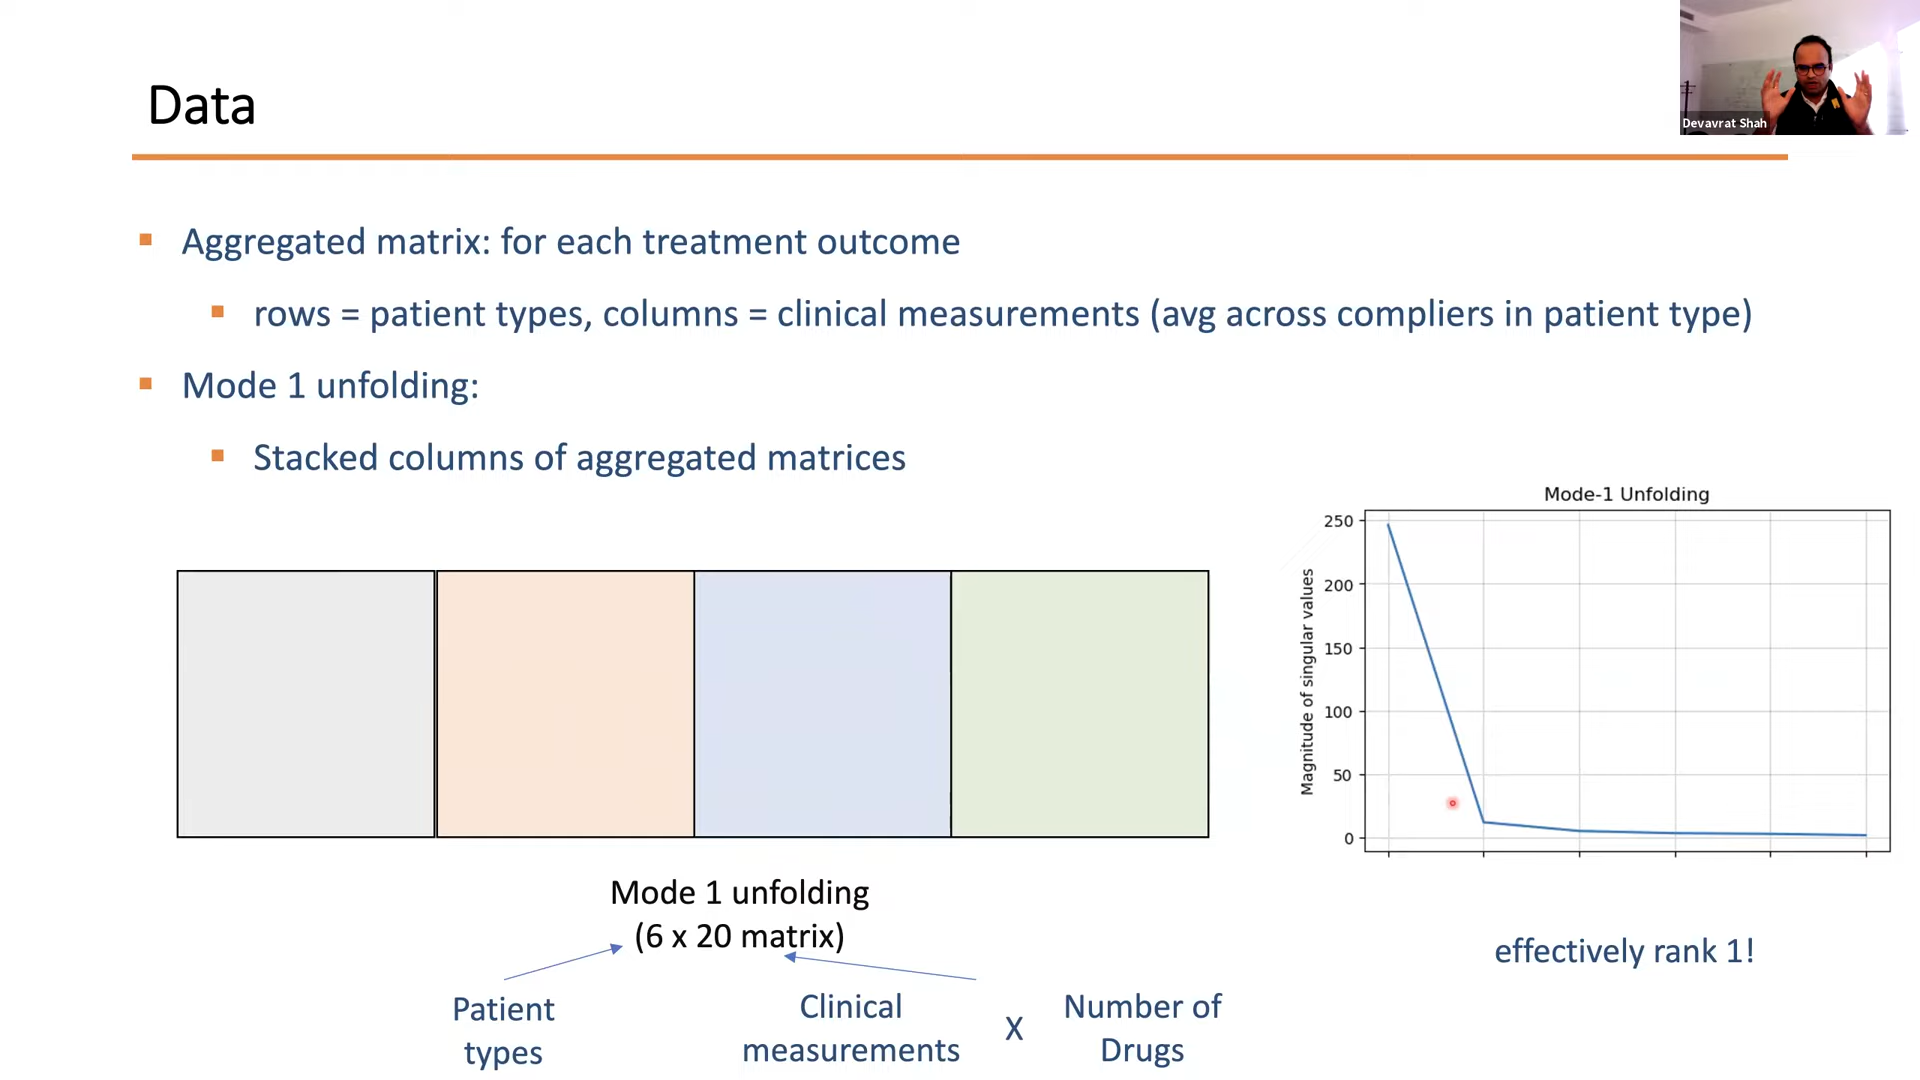 Data
Devavrat Shah
Aggregated matrix: for each treatment outcome
rows = patient types, columns = clinical measurements (avg across compliers in patient type)
Mode 1 unfolding:
Stacked columns of aggregated matrices
Mode-1 Unfolding
Magnitude of singular values
250
200
150
100
50
0
Mode 1 unfolding
(6 x 20 matrix)
Patient
types
Clinical
measurements
X
Number of
Drugs
effectively rank 1!